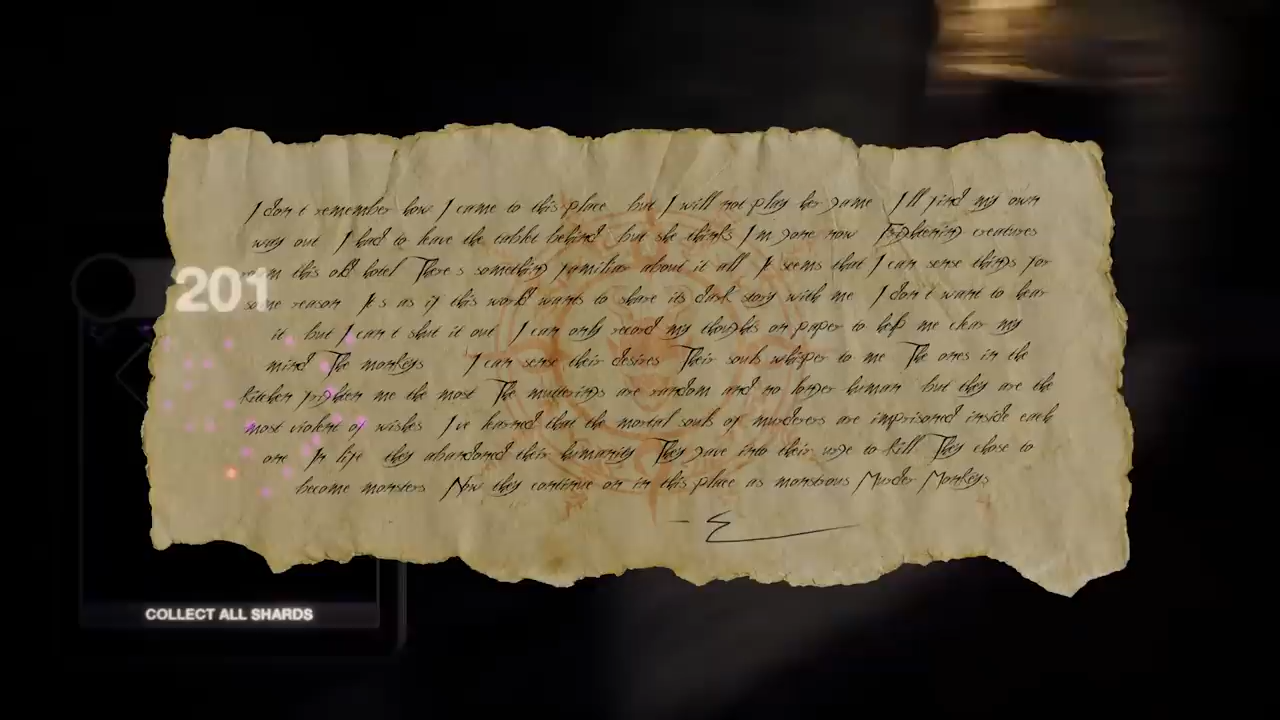 I don t remember how I came to this place but I will not play her game I ll find my own
way out I had to leave the tablet behind but she thinks I m gone now Frightening creatures
in this old hotel There s something familiar about it all It seems that I can sense things for
some reason It s as if this world wants to share its dark story with me I don t want to hear
it but I can t shut it out I can only record my thoughts on paper to help me clear my
mind The monkeys I can sense their desires Their souls whisper to me The ones in the
kitchen frighten me the most The mutterings are random and no longer human but they are the
most violent of wishes I ve learned that the mortal souls of murderers are imprisoned inside each
one In life they abandoned their humanity They gave into their urge to kill They chose to
become monsters Now they continue on in this place as monstrous Murder Monkeys
- E
201
COLLECT ALL SHARDS